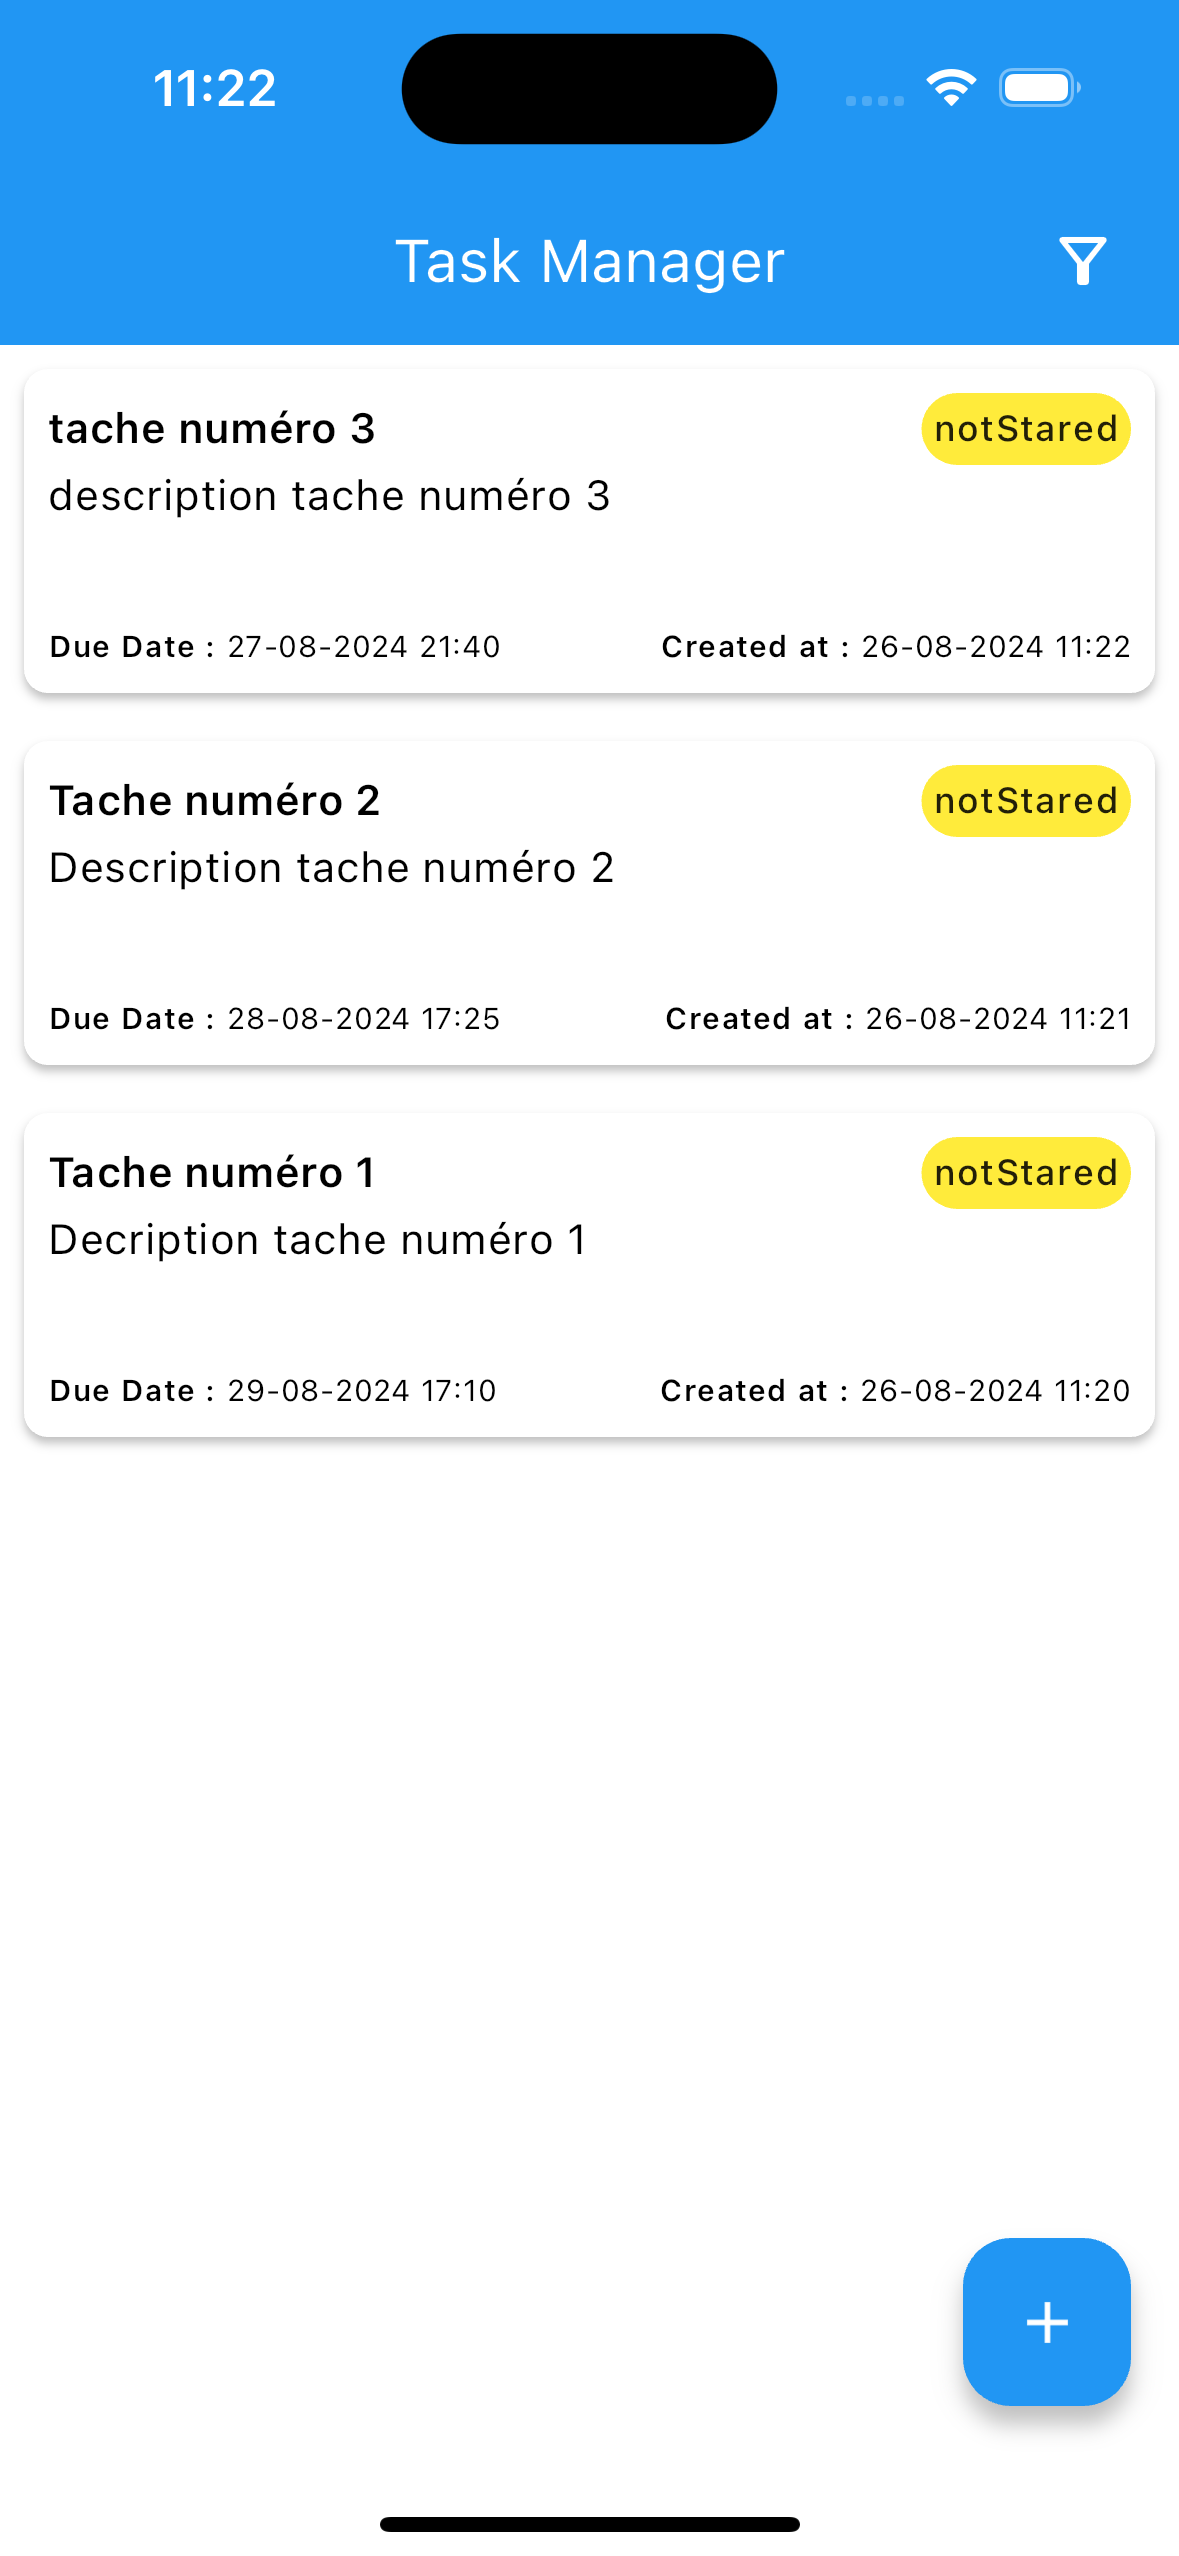 11:22
Task Manager
tache numéro 3
notStared
description tache numéro 3
Due Date : 27-08-2024 21:40
Created at : 26-08-2024 11:22
Tache numéro 2
notStared
Description tache numéro 2
Due Date : 28-08-2024 17:25
Created at : 26-08-2024 11:21
Tache numéro 1
notStared
Decription tache numéro 1
Due Date : 29-08-2024 17:10
Created at : 26-08-2024 11:20